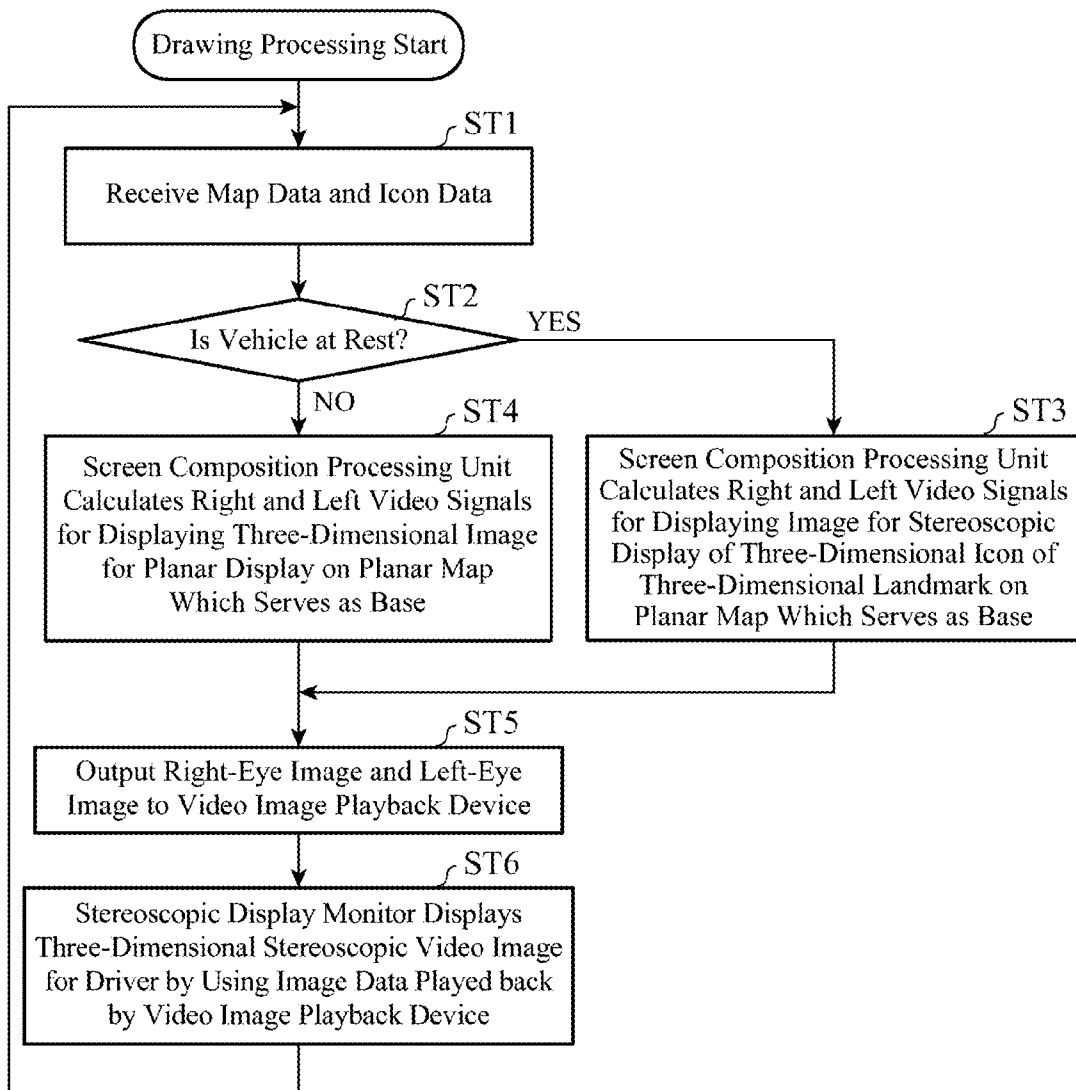 Drawing Processing Start
ST1
Receive Map Data and Icon Data
ST2
Is Vehicle at Rest?
YES
NO
ST4
Screen Composition Processing Unit
Calculates Right and Left Video Signals
for Displaying Three-Dimensional Image
for Planar Display on Planar Map
Which Serves as Base
ST3
Screen Composition Processing Unit
Calculates Right and Left Video Signals
for Displaying Image for Stereoscopic
Display of Three-Dimensional Icon of
Three-Dimensional Landmark on
Planar Map Which Serves as Base
ST5
Output Right-Eye Image and Left-Eye
Image to Video Image Playback Device
ST6
Stereoscopic Display Monitor Displays
Three-Dimensional Stereoscopic Video Image
for Driver by Using Image Data Played back
by Video Image Playback Device